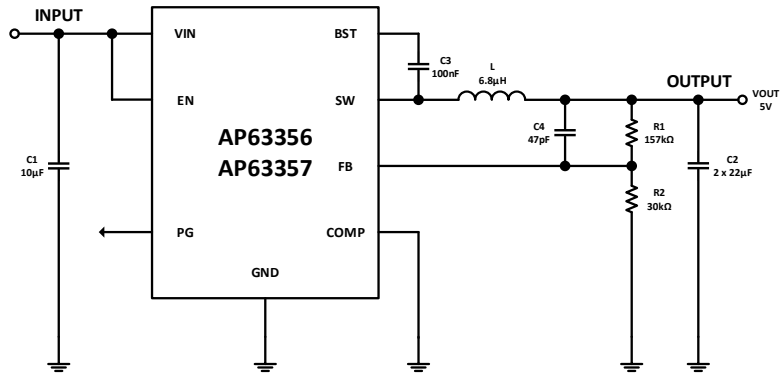 INPUT
VIN
BST
C3
100nF
L
6.8µH
OUTPUT
VOUT
5V
EN
SW
AP63356
AP63357
C4
47pF
R1
157kΩ
C1
10µF
FB
C2
2 x 22µF
R2
30kΩ
PG
COMP
GND